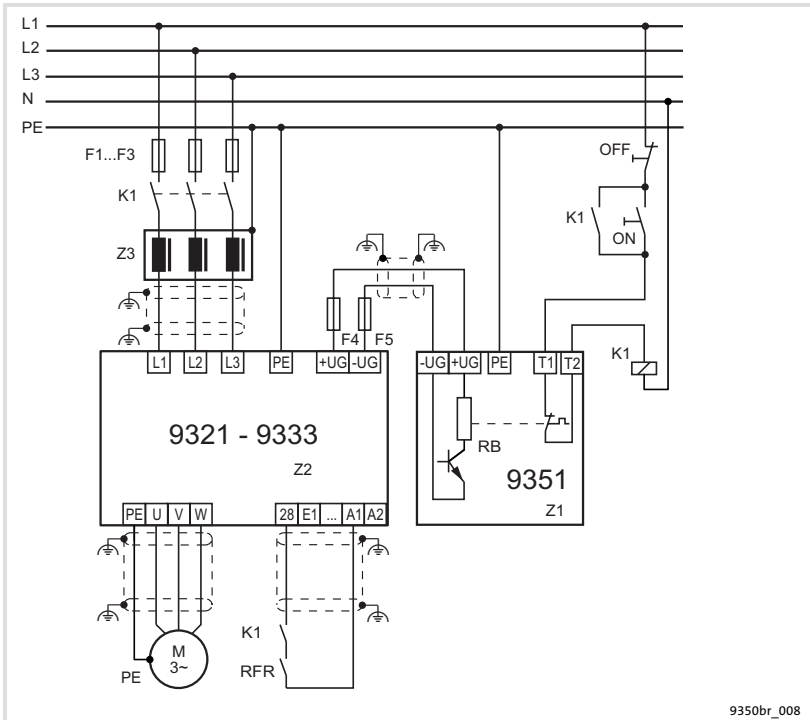 L1
L2
L3
N
PE
F1...F3
OFF
K1
K1
ON
Z3
F4 F5
K1
L1 L2 L3 PE +UG -UG
-UG +UG PE T1 T2
9321 - 9333
Z2
RB
9351
Z1
PE U V W
28 E1 ... A1 A2
K1
M
3~
PE
RFR
9350br_008